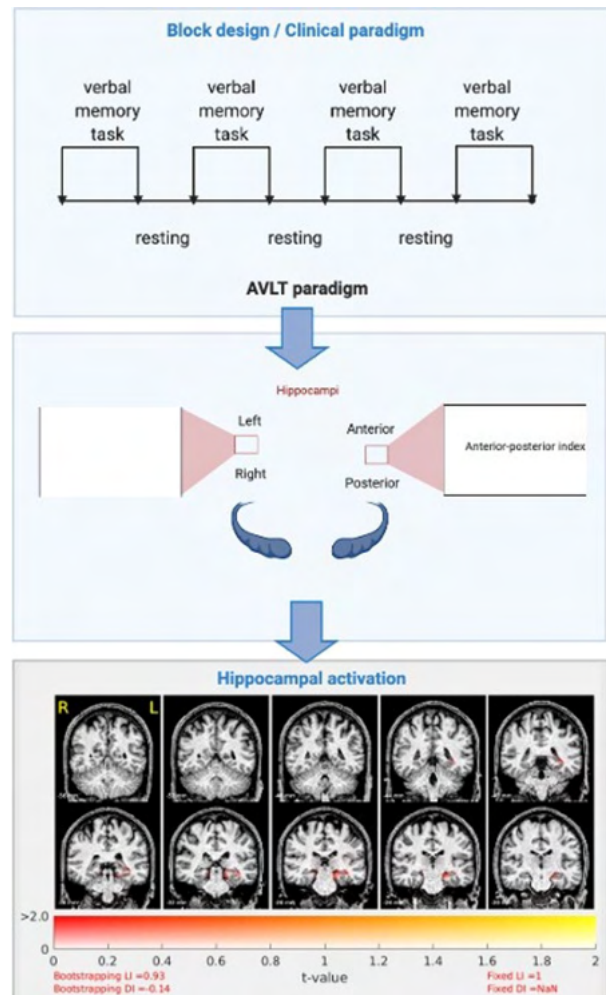 Block design / Clinical paradigm
verbal memory task
verbal memory task
verbal memory task
verbal memory task
resting
resting
resting
AVLT paradigm
Hippocampi
Left
Right
Anterior
Posterior
Anterior-posterior index
Hippocampal activation
R L
>2.0
0
0 0.2 0.4 0.6 0.8 1 1.2 1.4 1.6 1.8 2
t-value
Bootstrapping LI =0.93
Bootstrapping DI =-0.14
Fixed LI =1
Fixed DI =NaN